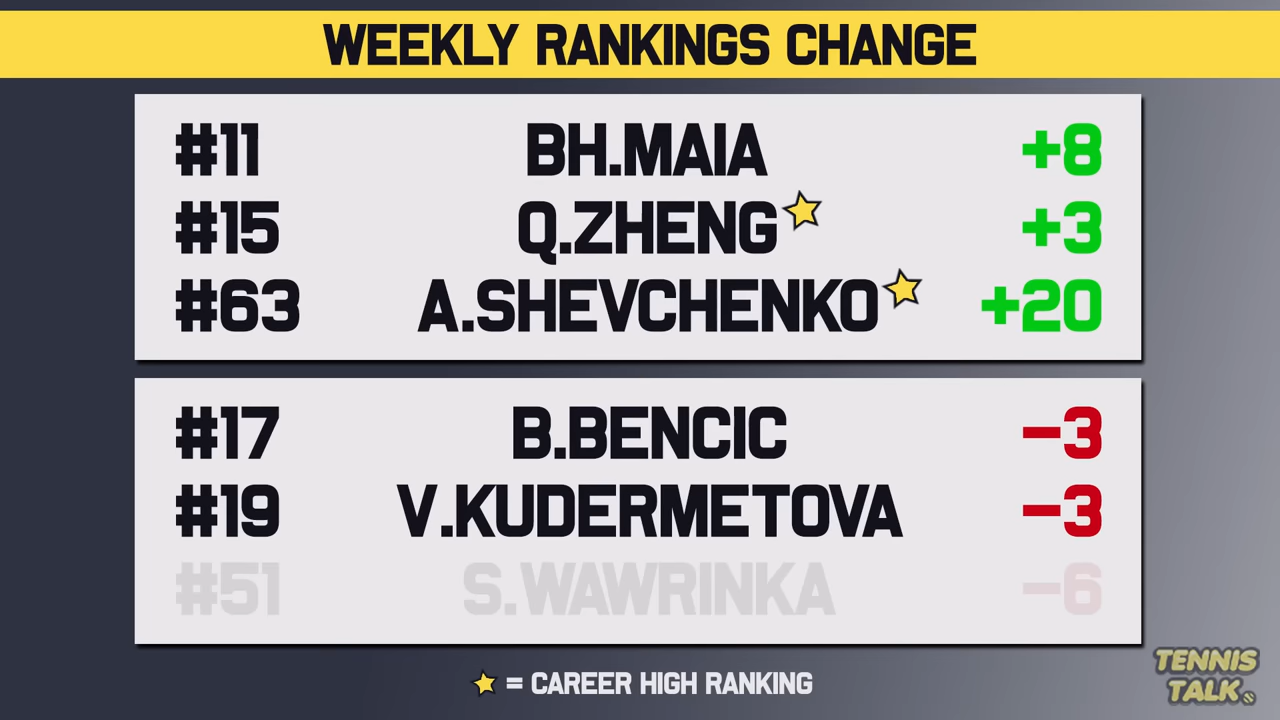 WEEKLY RANKINGS CHANGE
#11 BH.MAIA +8
#15 Q.ZHENG +3
#63 A.SHEVCHENKO +20
#17 B.BENCIC −3
#19 V.KUDERMETOVA −3
#51 S.WAWRINKA −6
= CAREER HIGH RANKING
TENNIS
TALK